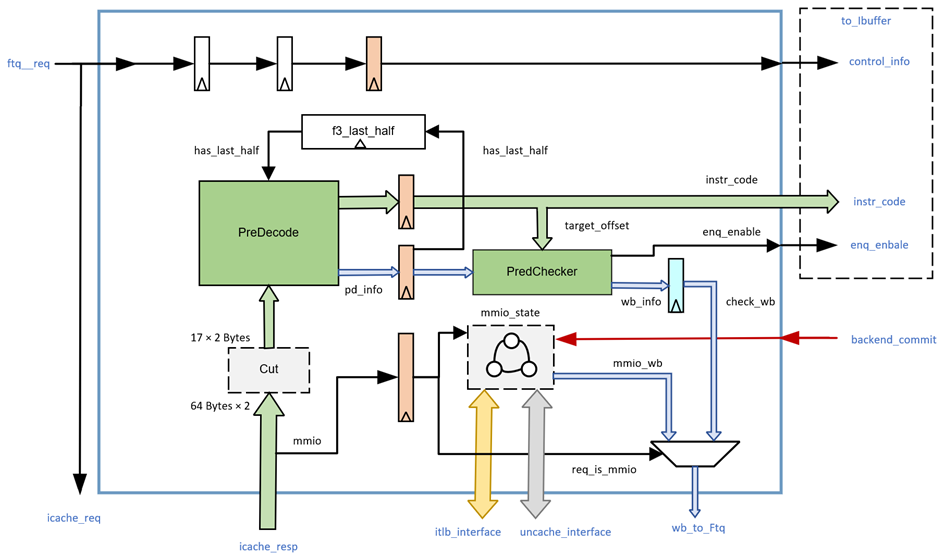 to_Ibuffer
ftq__req
control_info
f3_last_half
has_last_half
has_last_half
instr_code
instr_code
PreDecode
target_offset
enq_enable
enq_enbale
PredChecker
pd_info
wb_info
check_wb
mmio_state
17 × 2 Bytes
backend_commit
Cut
mmio_wb
64 Bytes × 2
mmio
req_is_mmio
icache_req
itlb_interface
uncache_interface
wb_to_Ftq
icache_resp